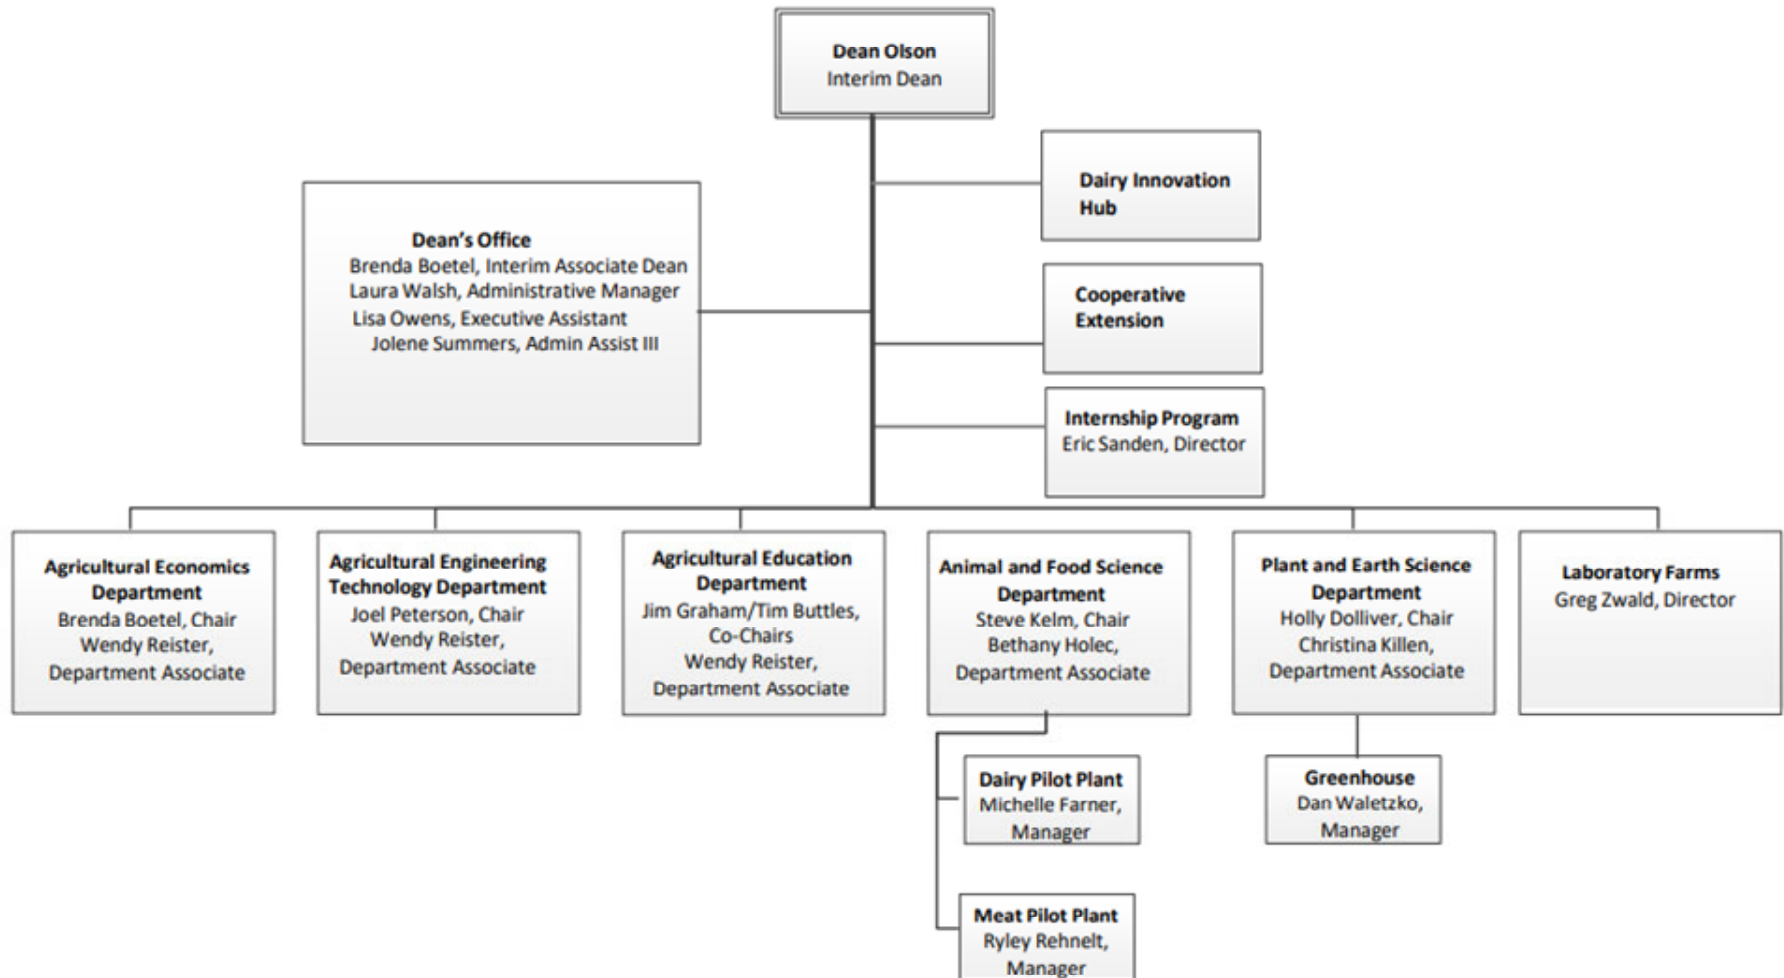 Dean Olson
Interim Dean
Dairy Innovation
Hub
Dean’s Office
Brenda Boetel, Interim Associate Dean
Laura Walsh, Administrative Manager
Lisa Owens, Executive Assistant
Jolene Summers, Admin Assist III
Cooperative
Extension
Internship Program
Eric Sanden, Director
Agricultural Economics
Department
Brenda Boetel, Chair
Wendy Reister,
Department Associate
Agricultural Engineering
Technology Department
Joel Peterson, Chair
Wendy Reister,
Department Associate
Agricultural Education
Department
Jim Graham/Tim Buttles,
Co-Chairs
Wendy Reister,
Department Associate
Animal and Food Science
Department
Steve Kelm, Chair
Bethany Holec,
Department Associate
Plant and Earth Science
Department
Holly Dolliver, Chair
Christina Killen,
Department Associate
Laboratory Farms
Greg Zwald, Director
Dairy Pilot Plant
Michelle Farner,
Manager
Greenhouse
Dan Waletzko,
Manager
Meat Pilot Plant
Ryley Rehnelt,
Manager